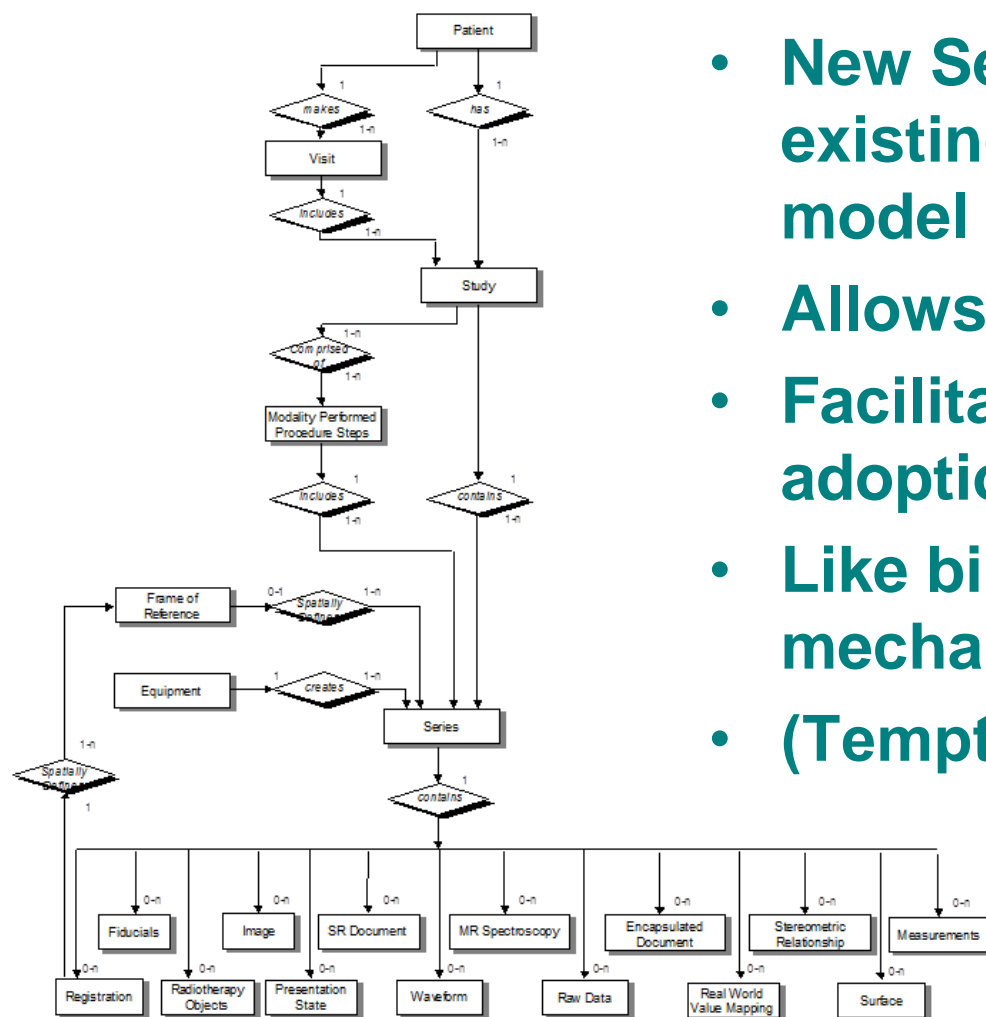 Patient
1
1
makes
has
1-n
1-n
Visit
1
Includes
1-n
Study
1-n
Comprised
of
1-n
Modality Performed
Procedure Steps
1
1
Includes
contains
1-n
1-n
Frame of
Reference
0-1
Spatially
1-n
Equipment
1
creates
1-n
Series
1-n
Spatially
1
1
contains
0-n
0-n
0-n
0-n
0-n
0-n
0-n
Fiducials
Image
SR Document
MR Spectroscopy
Encapsulated
Document
Stereometric
Relationship
Measurements
0-n
0-n
0-n
0-n
0-n
0-n
0-n
Registration
Radiotherapy
Objects
Presentation
State
Waveform
Raw Data
Real World
Value Mapping
Surface
• New Se
existin
model
• Allows
• Facilita
adoptic
• Like bi
mecha
• (Tempt